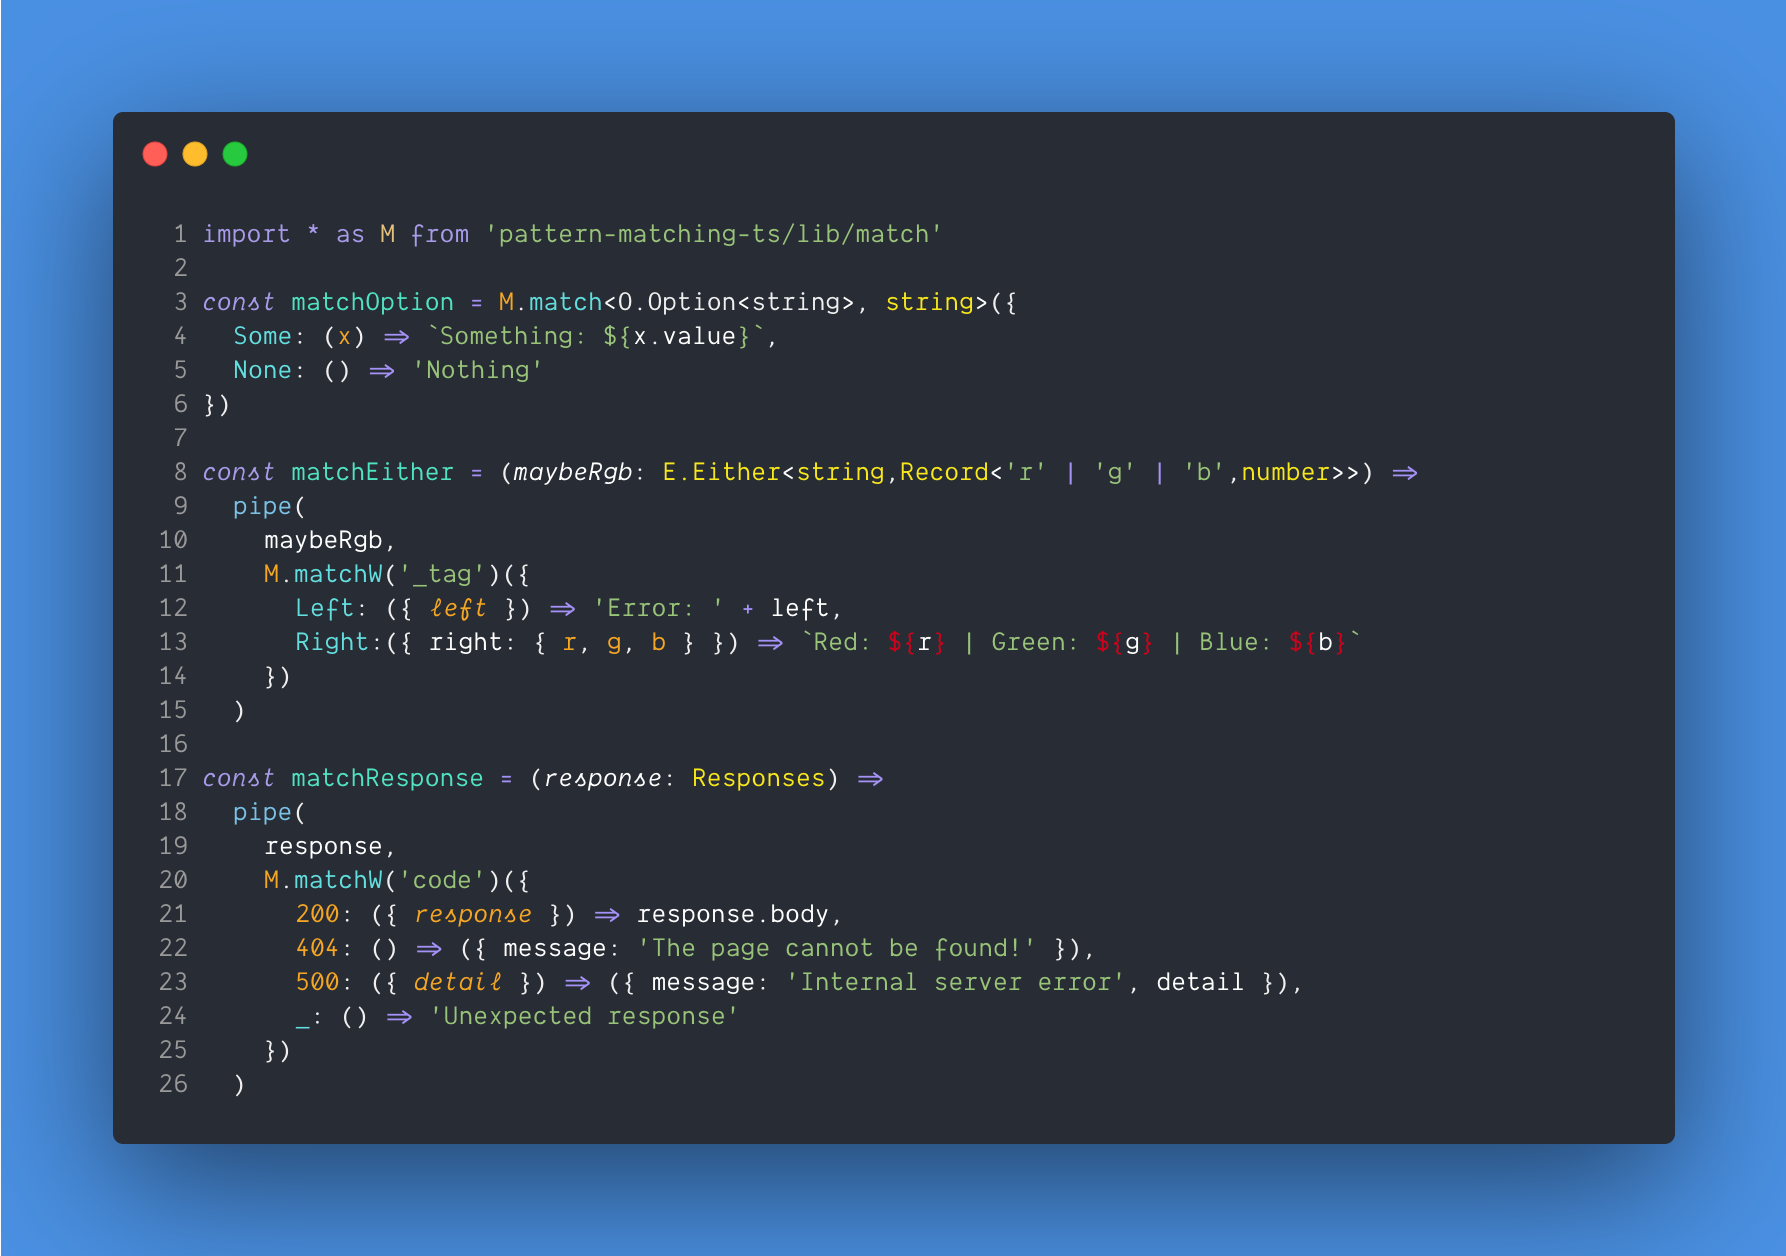 1 import * as M from 'pattern-matching-ts/lib/match'
2
3 const matchOption = M.match<O.Option<string>, string>({
4   Some: (x) => `Something: ${x.value}`,
5   None: () => 'Nothing'
6 })
7
8 const matchEither = (maybeRgb: E.Either<string,Record<'r' | 'g' | 'b',number>>) =>
9   pipe(
10     maybeRgb,
11     M.matchW('_tag')({
12       Left: ({ left }) => 'Error: ' + left,
13       Right:({ right: { r, g, b } }) => `Red: ${r} | Green: ${g} | Blue: ${b}`
14     })
15   )
16
17 const matchResponse = (response: Responses) =>
18   pipe(
19     response,
20     M.matchW('code')({
21       200: ({ response }) => response.body,
22       404: () => ({ message: 'The page cannot be found!' }),
23       500: ({ detail }) => ({ message: 'Internal server error', detail }),
24       _: () => 'Unexpected response'
25     })
26   )